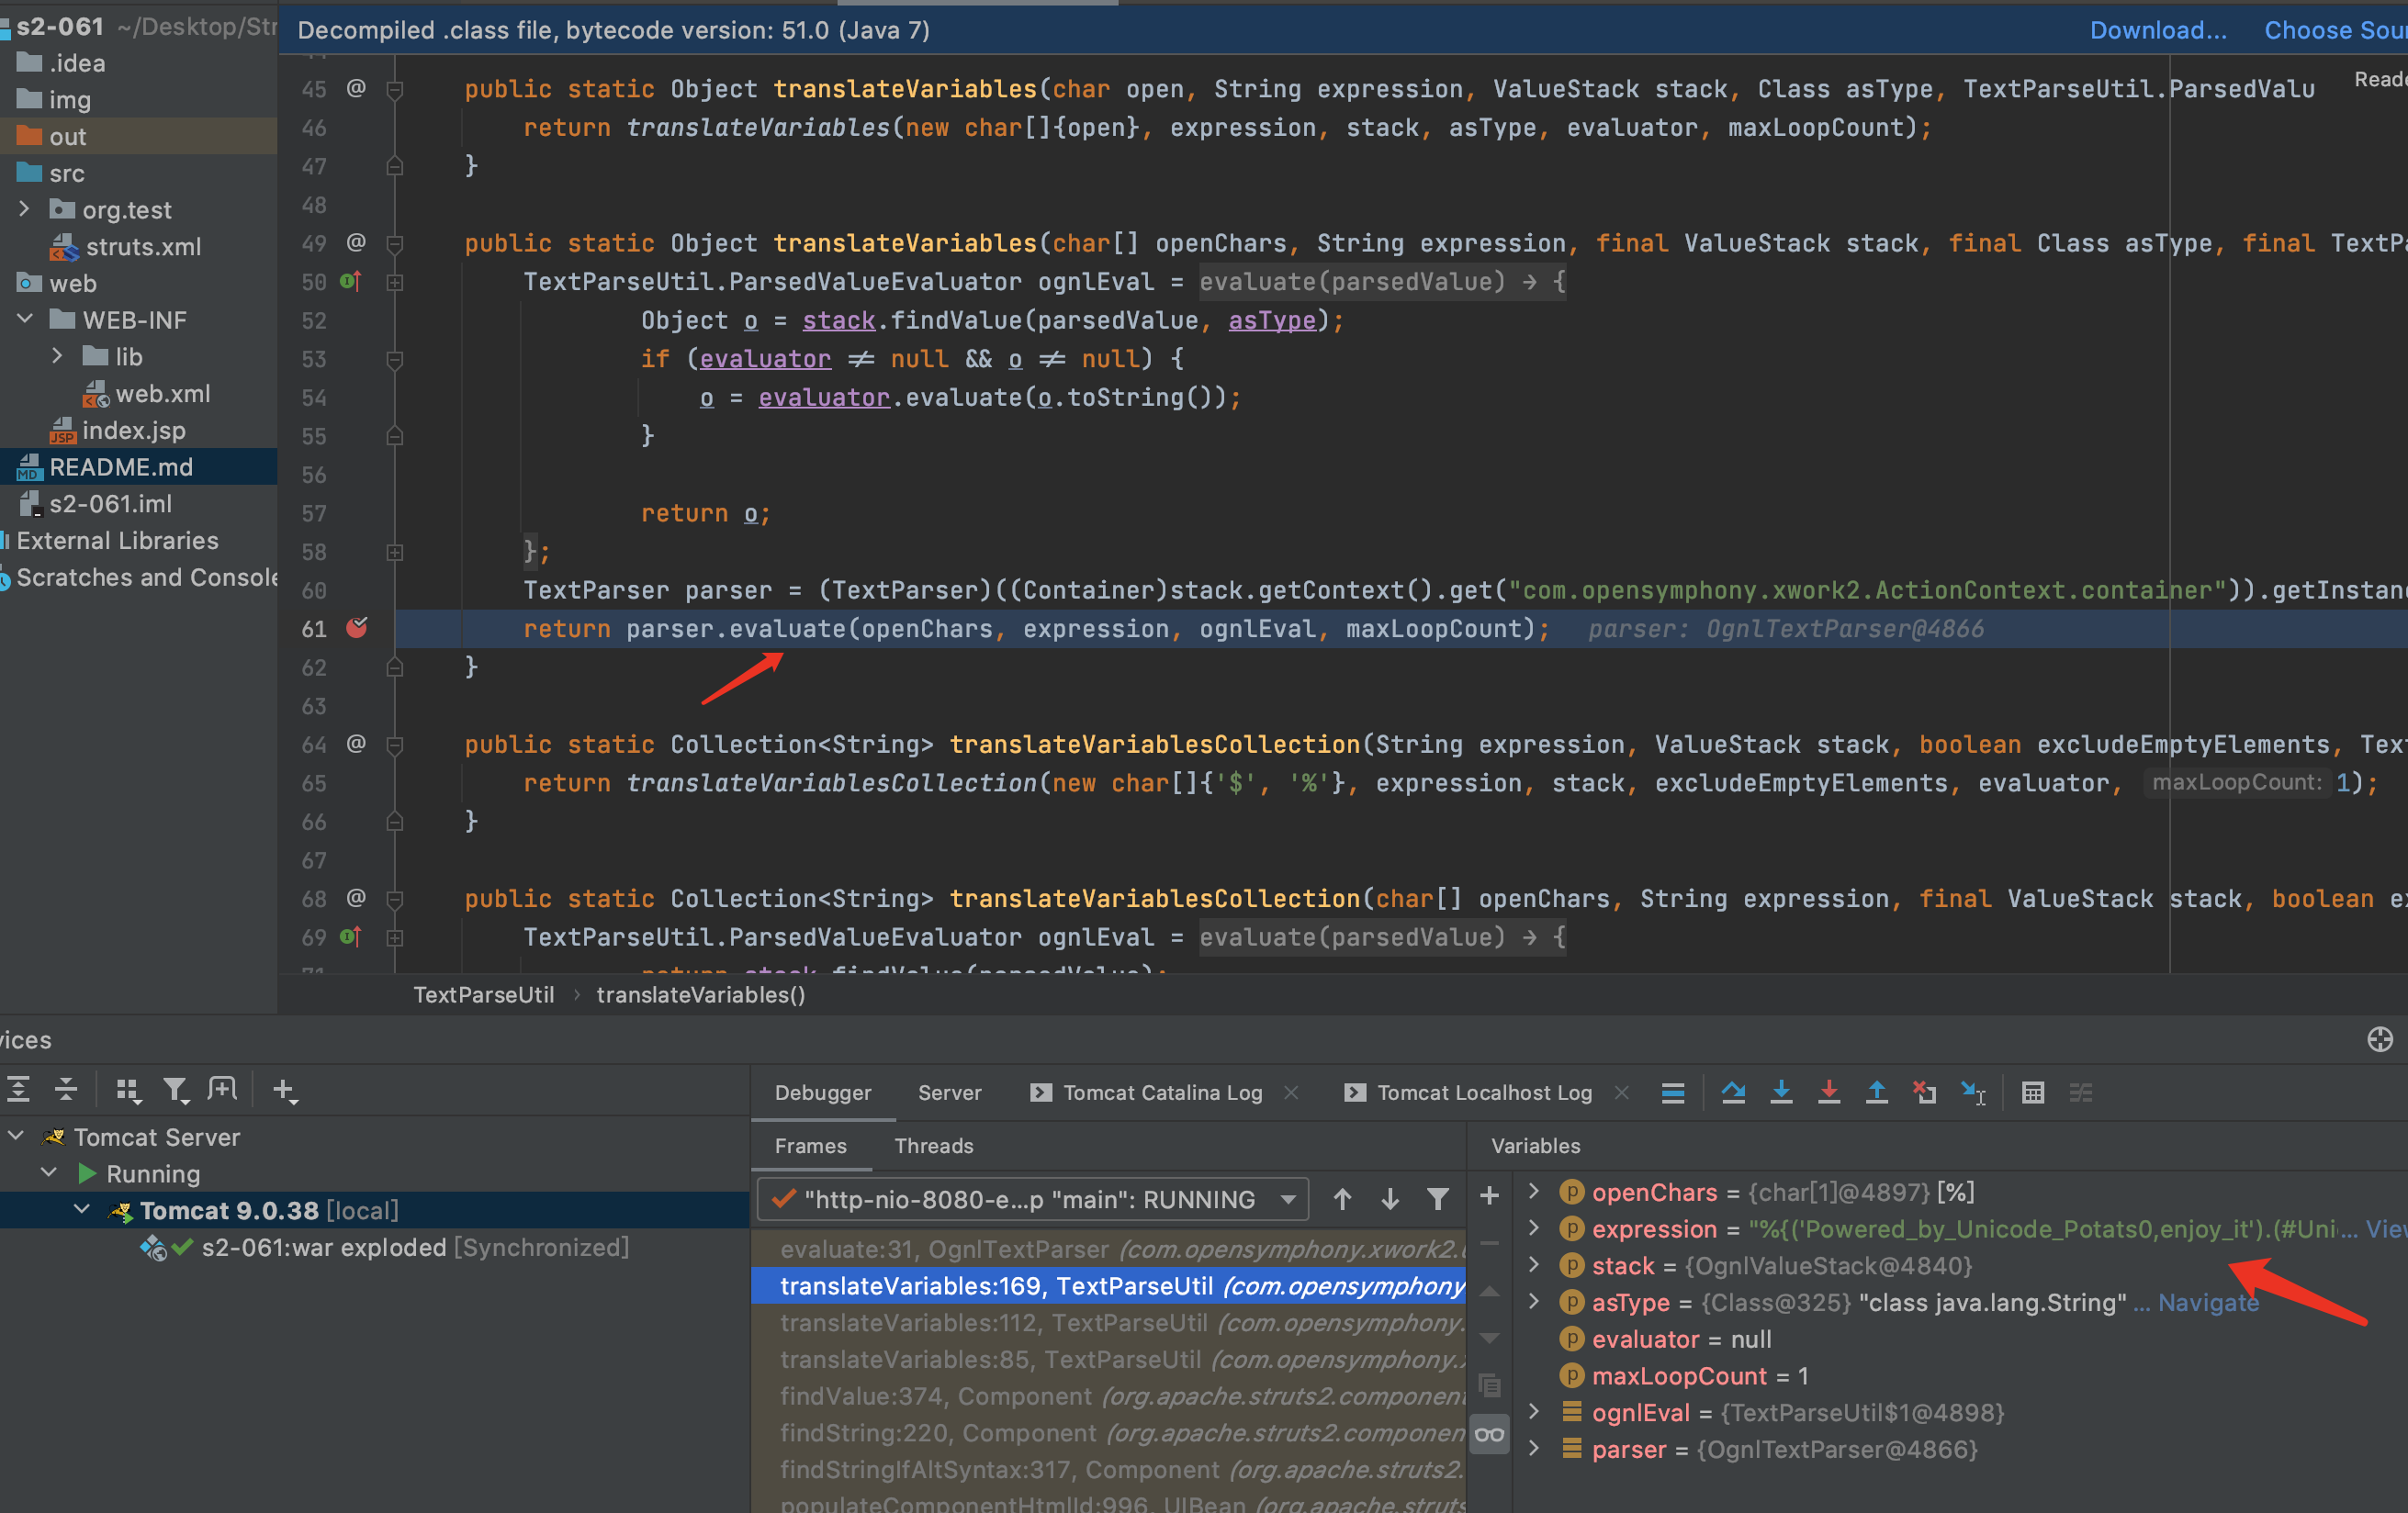 s2-061 ~/Desktop/Str
.idea
img
out
src
org.test
struts.xml
web
WEB-INF
lib
web.xml
index.jsp
README.md
s2-061.iml
External Libraries
Scratches and Console
Decompiled .class file, bytecode version: 51.0 (Java 7) Download... Choose Sour
Reade
45 @ public static Object translateVariables(char open, String expression, ValueStack stack, Class asType, TextParseUtil.ParsedValu
46 return translateVariables(new char[]{open}, expression, stack, asType, evaluator, maxLoopCount);
47 }
48
49 @ public static Object translateVariables(char[] openChars, String expression, final ValueStack stack, final Class asType, final TextPa
50 TextParseUtil.ParsedValueEvaluator ognlEval = evaluate(parsedValue) → {
52 Object o = stack.findValue(parsedValue, asType);
53 if (evaluator ≠ null && o ≠ null) {
54 o = evaluator.evaluate(o.toString());
55 }
56
57 return o;
58 };
60 TextParser parser = (TextParser)((Container)stack.getContext().get("com.opensymphony.xwork2.ActionContext.container")).getInstanc
61 return parser.evaluate(openChars, expression, ognlEval, maxLoopCount); parser: OgnlTextParser@4866
62 }
63
64 @ public static Collection<String> translateVariablesCollection(String expression, ValueStack stack, boolean excludeEmptyElements, Text
65 return translateVariablesCollection(new char[]{'$', '%'}, expression, stack, excludeEmptyElements, evaluator, maxLoopCount: 1);
66 }
67
68 @ public static Collection<String> translateVariablesCollection(char[] openChars, String expression, final ValueStack stack, boolean ex
69 TextParseUtil.ParsedValueEvaluator ognlEval = evaluate(parsedValue) → {
71 return stack.findValue(parsedValue);
TextParseUtil › translateVariables()
vices
Tomcat Server
Running
Tomcat 9.0.38 [local]
s2-061:war exploded [Synchronized]
Debugger Server Tomcat Catalina Log Tomcat Localhost Log
Frames Threads
"http-nio-8080-e...p "main": RUNNING
evaluate:31, OgnlTextParser (com.opensymphony.xwork2.
translateVariables:169, TextParseUtil (com.opensymphony
translateVariables:112, TextParseUtil (com.opensymphony.
translateVariables:85, TextParseUtil (com.opensymphony.
findValue:374, Component (org.apache.struts2.component
findString:220, Component (org.apache.struts2.componen
findStringIfAltSyntax:317, Component (org.apache.struts2.
populateComponentHtmlId:996, UIBean (org.apache.struts
Variables
openChars = {char[1]@4897} [%]
expression = "%{('Powered_by_Unicode_Potats0,enjoy_it').(#Uni... View
stack = {OgnlValueStack@4840}
asType = {Class@325} "class java.lang.String" ... Navigate
evaluator = null
maxLoopCount = 1
ognlEval = {TextParseUtil$1@4898}
parser = {OgnlTextParser@4866}